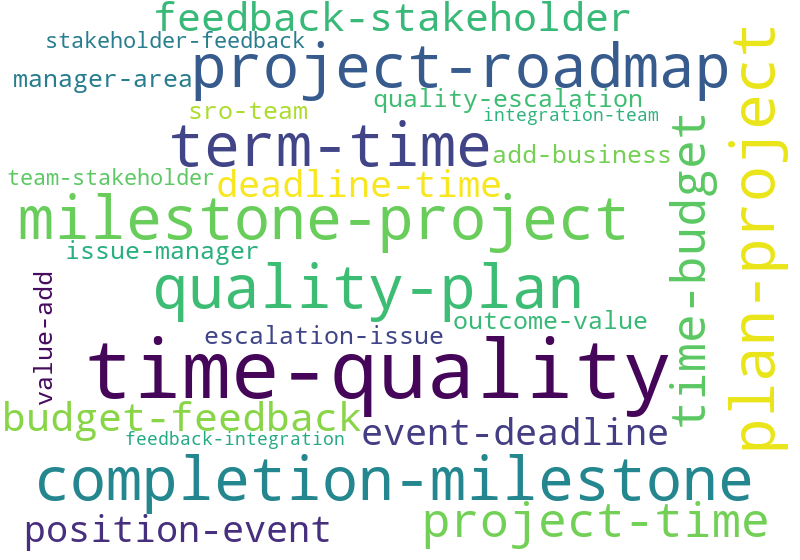 feedback-stakeholder
stakeholder-feedback
project-roadmap
manager-area
quality-escalation
sro-team
integration-team
term-time
add-business
team-stakeholder
deadline-time
milestone-project
issue-manager
quality-plan
value-add
outcome-value
escalation-issue
time-quality
time-budget
plan-project
budget-feedback
event-deadline
feedback-integration
completion-milestone
position-event
project-time